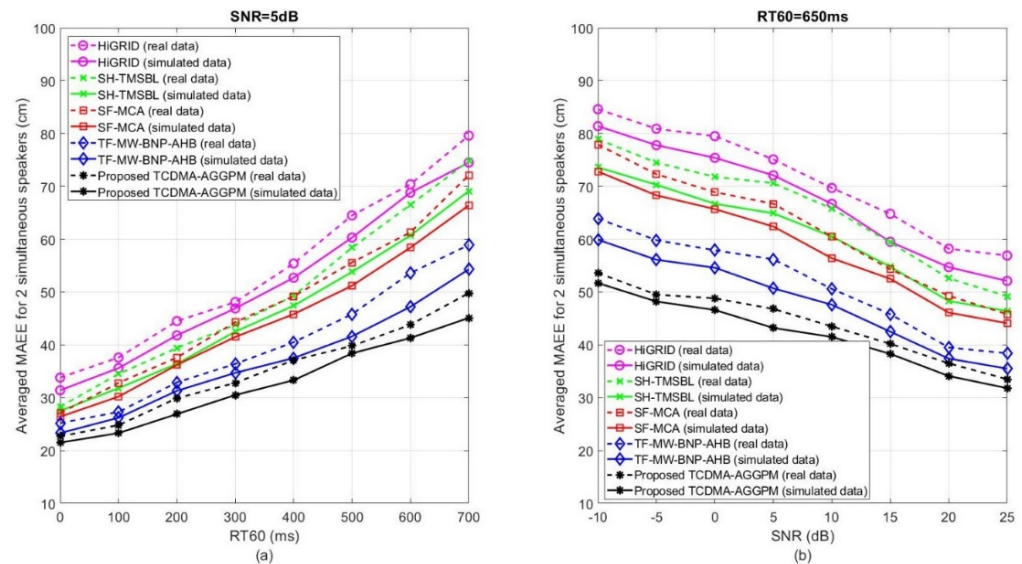 SNR=5dB
100
90
80
70
60
50
40
30
20
10
Averaged MAE for 2 simultaneous speakers (cm)
HiGRID (real data)
HiGRID (simulated data)
SH-TMSBL (real data)
SH-TMSBL (simulated data)
SF-MCA (real data)
SF-MCA (simulated data)
TF-MW-BNP-AHB (real data)
TF-MW-BNP-AHB (simulated data)
Proposed TCDMA-AGGPM (real data)
Proposed TCDMA-AGGPM (simulated data)
0 100 200 300 400 500 600 700
RT60 (ms)
(a)
RT60=650ms
100
90
80
70
60
50
40
30
20
10
Averaged MAEE for 2 simultaneous speakers (cm)
HiGRID (real data)
HiGRID (simulated data)
SH-TMSBL (real data)
SH-TMSBL (simulated data)
SF-MCA (real data)
SF-MCA (simulated data)
TF-MW-BNP-AHB (real data)
TF-MW-BNP-AHB (simulated data)
Proposed TCDMA-AGGPM (real data)
Proposed TCDMA-AGGPM (simulated data)
-10 -5 0 5 10 15 20 25
SNR (dB)
(b)